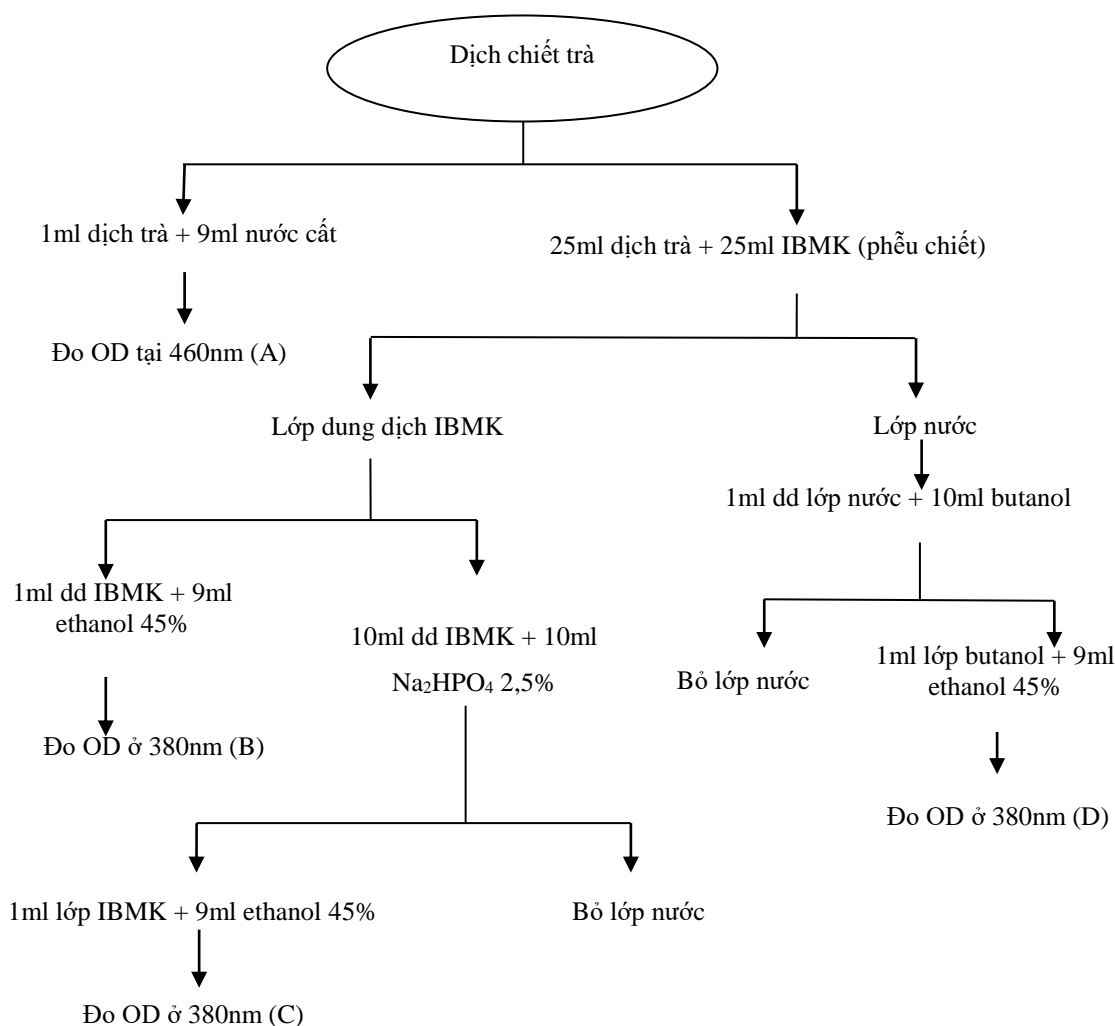 Dịch chiết trà
1ml dịch trà + 9ml nước cất
25ml dịch trà + 25ml IBMK (phễu chiết)
Đo OD tại 460nm (A)
Lớp dung dịch IBMK
Lớp nước
1ml dd lớp nước + 10ml butanol
1ml dd IBMK + 9ml
ethanol 45%
10ml dd IBMK + 10ml
Na₂HPO₄ 2,5%
Bỏ lớp nước
1ml lớp butanol + 9ml
ethanol 45%
Đo OD ở 380nm (B)
Đo OD ở 380nm (D)
1ml lớp IBMK + 9ml ethanol 45%
Bỏ lớp nước
Đo OD ở 380nm (C)